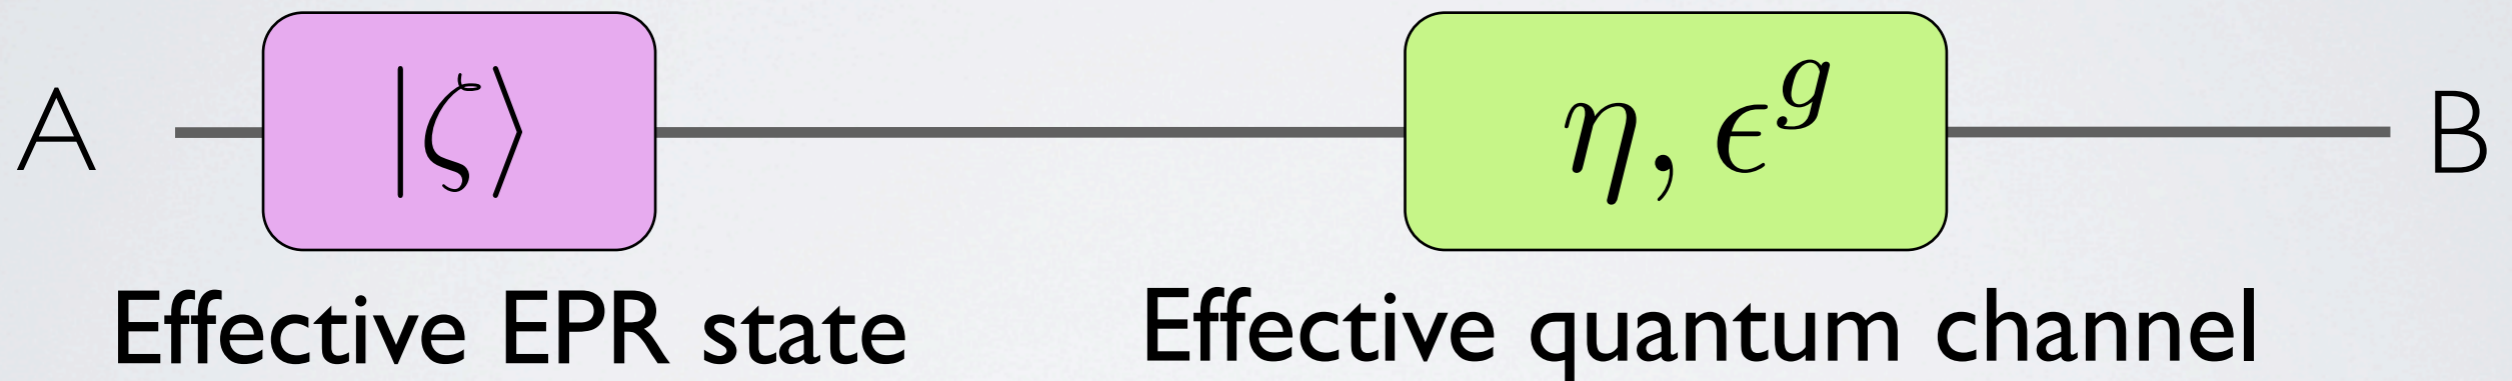 A |ζ⟩ η, ϵ^g B
Effective EPR state Effective quantum channel